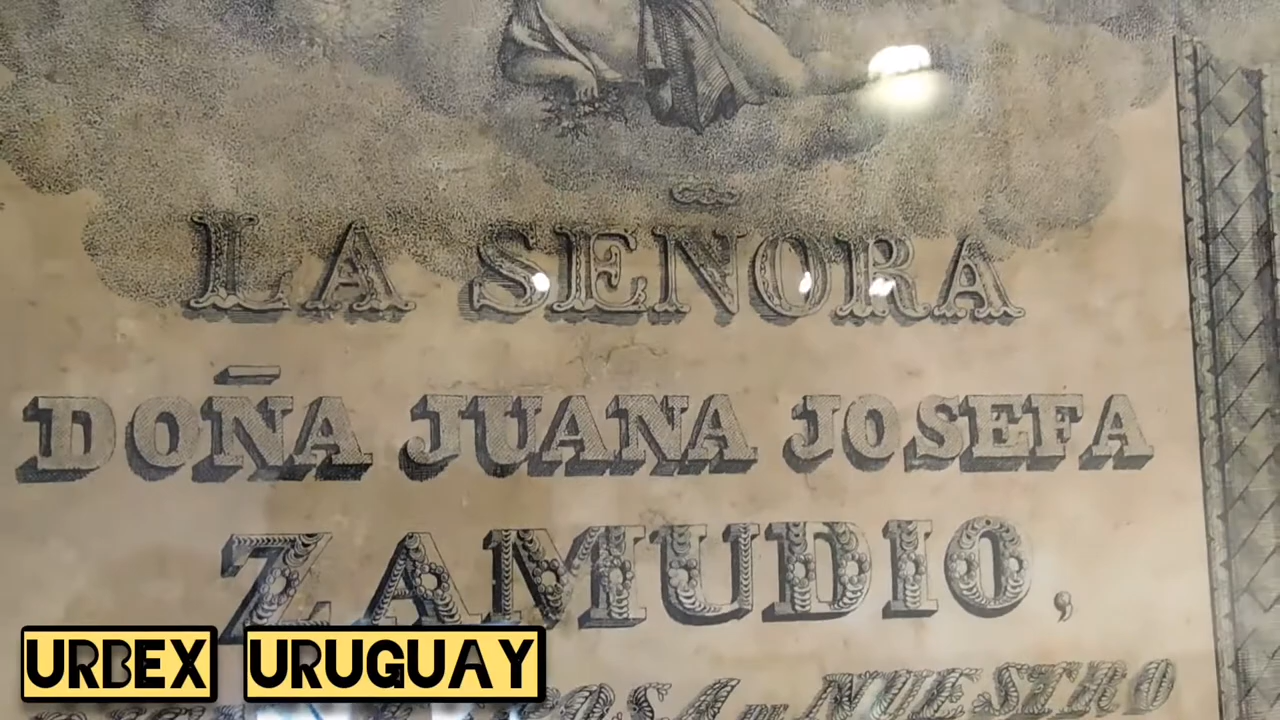 LA SEÑORA
DOÑA JUANA JOSEFA
ZAMUDIO,
NUESTRO
URBEX URUGUAY